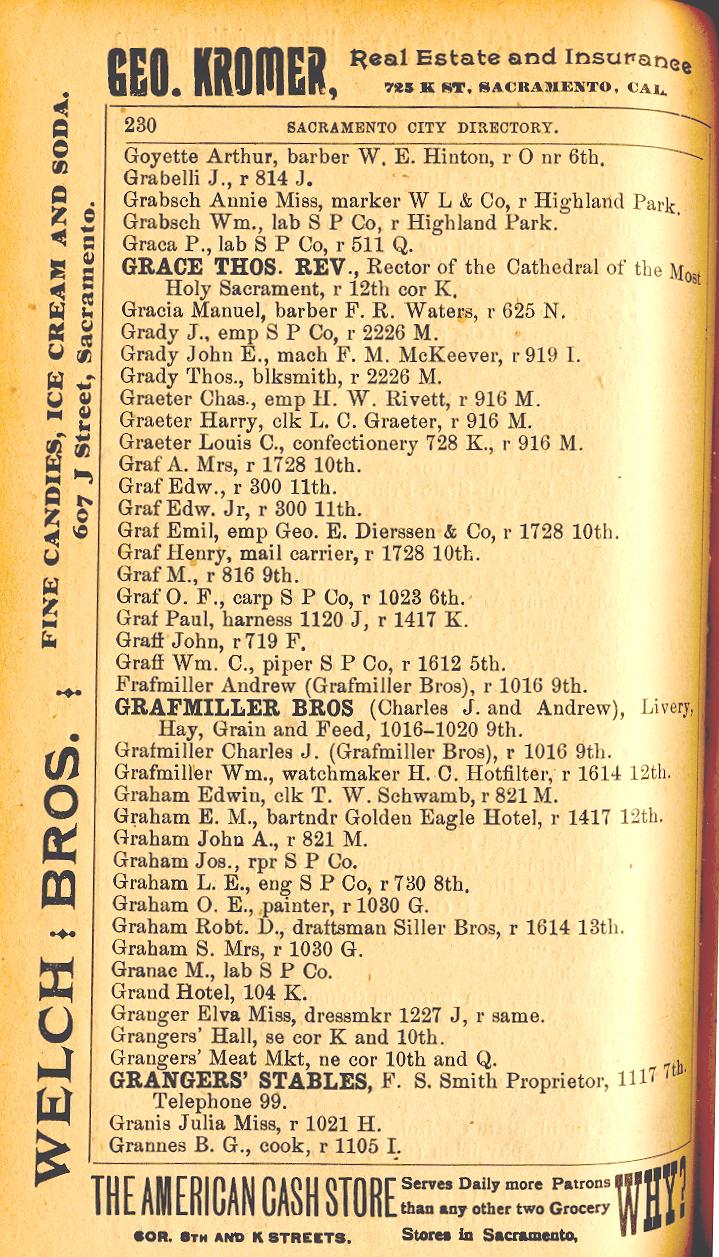 GEO. KROMER, Real Estate and Insurance
725 K ST. SACRAMENTO, CAL.
230 SACRAMENTO CITY DIRECTORY.
Goyette Arthur, barber W. E. Hinton, r O nr 6th.
Grabelli J., r 814 J.
Grabsch Annie Miss, marker W L & Co, r Highland Park.
Grabsch Wm., lab S P Co, r Highland Park.
Graca P., lab S P Co, r 511 Q.
GRACE THOS. REV., Rector of the Cathedral of the Most
Holy Sacrament, r 12th cor K.
Gracia Manuel, barber F. R. Waters, r 625 N.
Grady J., emp S P Co, r 2226 M.
Grady John E., mach F. M. McKeever, r 919 I.
Grady Thos., blksmith, r 2226 M.
Graeter Chas., emp H. W. Rivett, r 916 M.
Graeter Harry, clk L. C. Graeter, r 916 M.
Graeter Louis C., confectionery 728 K., r 916 M.
Graf A. Mrs, r 1728 10th.
Graf Edw., r 300 11th.
Graf Edw. Jr, r 300 11th.
Graf Emil, emp Geo. E. Dierssen & Co, r 1728 10th.
Graf Henry, mail carrier, r 1728 10th.
Graf M., r 816 9th.
Graf O. F., carp S P Co, r 1023 6th.
Graf Paul, harness 1120 J, r 1417 K.
Graff John, r 719 F.
Graff Wm. C., piper S P Co, r 1612 5th.
Frafmiller Andrew (Grafmiller Bros), r 1016 9th.
GRAFMILLER BROS (Charles J. and Andrew), Livery,
Hay, Grain and Feed, 1016–1020 9th.
Grafmiller Charles J. (Grafmiller Bros), r 1016 9th.
Grafmiller Wm., watchmaker H. C. Hotfilter, r 1614 12th.
Graham Edwin, clk T. W. Schwamb, r 821 M.
Graham E. M., bartndr Golden Eagle Hotel, r 1417 12th.
Graham John A., r 821 M.
Graham Jos., rpr S P Co.
Graham L. E., eng S P Co, r 730 8th.
Graham O. E., painter, r 1030 G.
Graham Robt. D., draftsman Siller Bros, r 1614 13th.
Graham S. Mrs, r 1030 G.
Granac M., lab S P Co.
Grand Hotel, 104 K.
Granger Elva Miss, dressmkr 1227 J, r same.
Grangers' Hall, se cor K and 10th.
Grangers' Meat Mkt, ne cor 10th and Q.
GRANGERS' STABLES, F. S. Smith Proprietor, 1117 7th.
Telephone 99.
Granis Julia Miss, r 1021 H.
Grannes B. G., cook, r 1105 I.
WELCH BROS. FINE CANDIES, ICE CREAM AND SODA.
607 J Street, Sacramento.
THE AMERICAN CASH STORE
COR. 8TH AND K STREETS.
Serves Daily more Patrons
than any other two Grocery
Stores in Sacramento,
WHY?